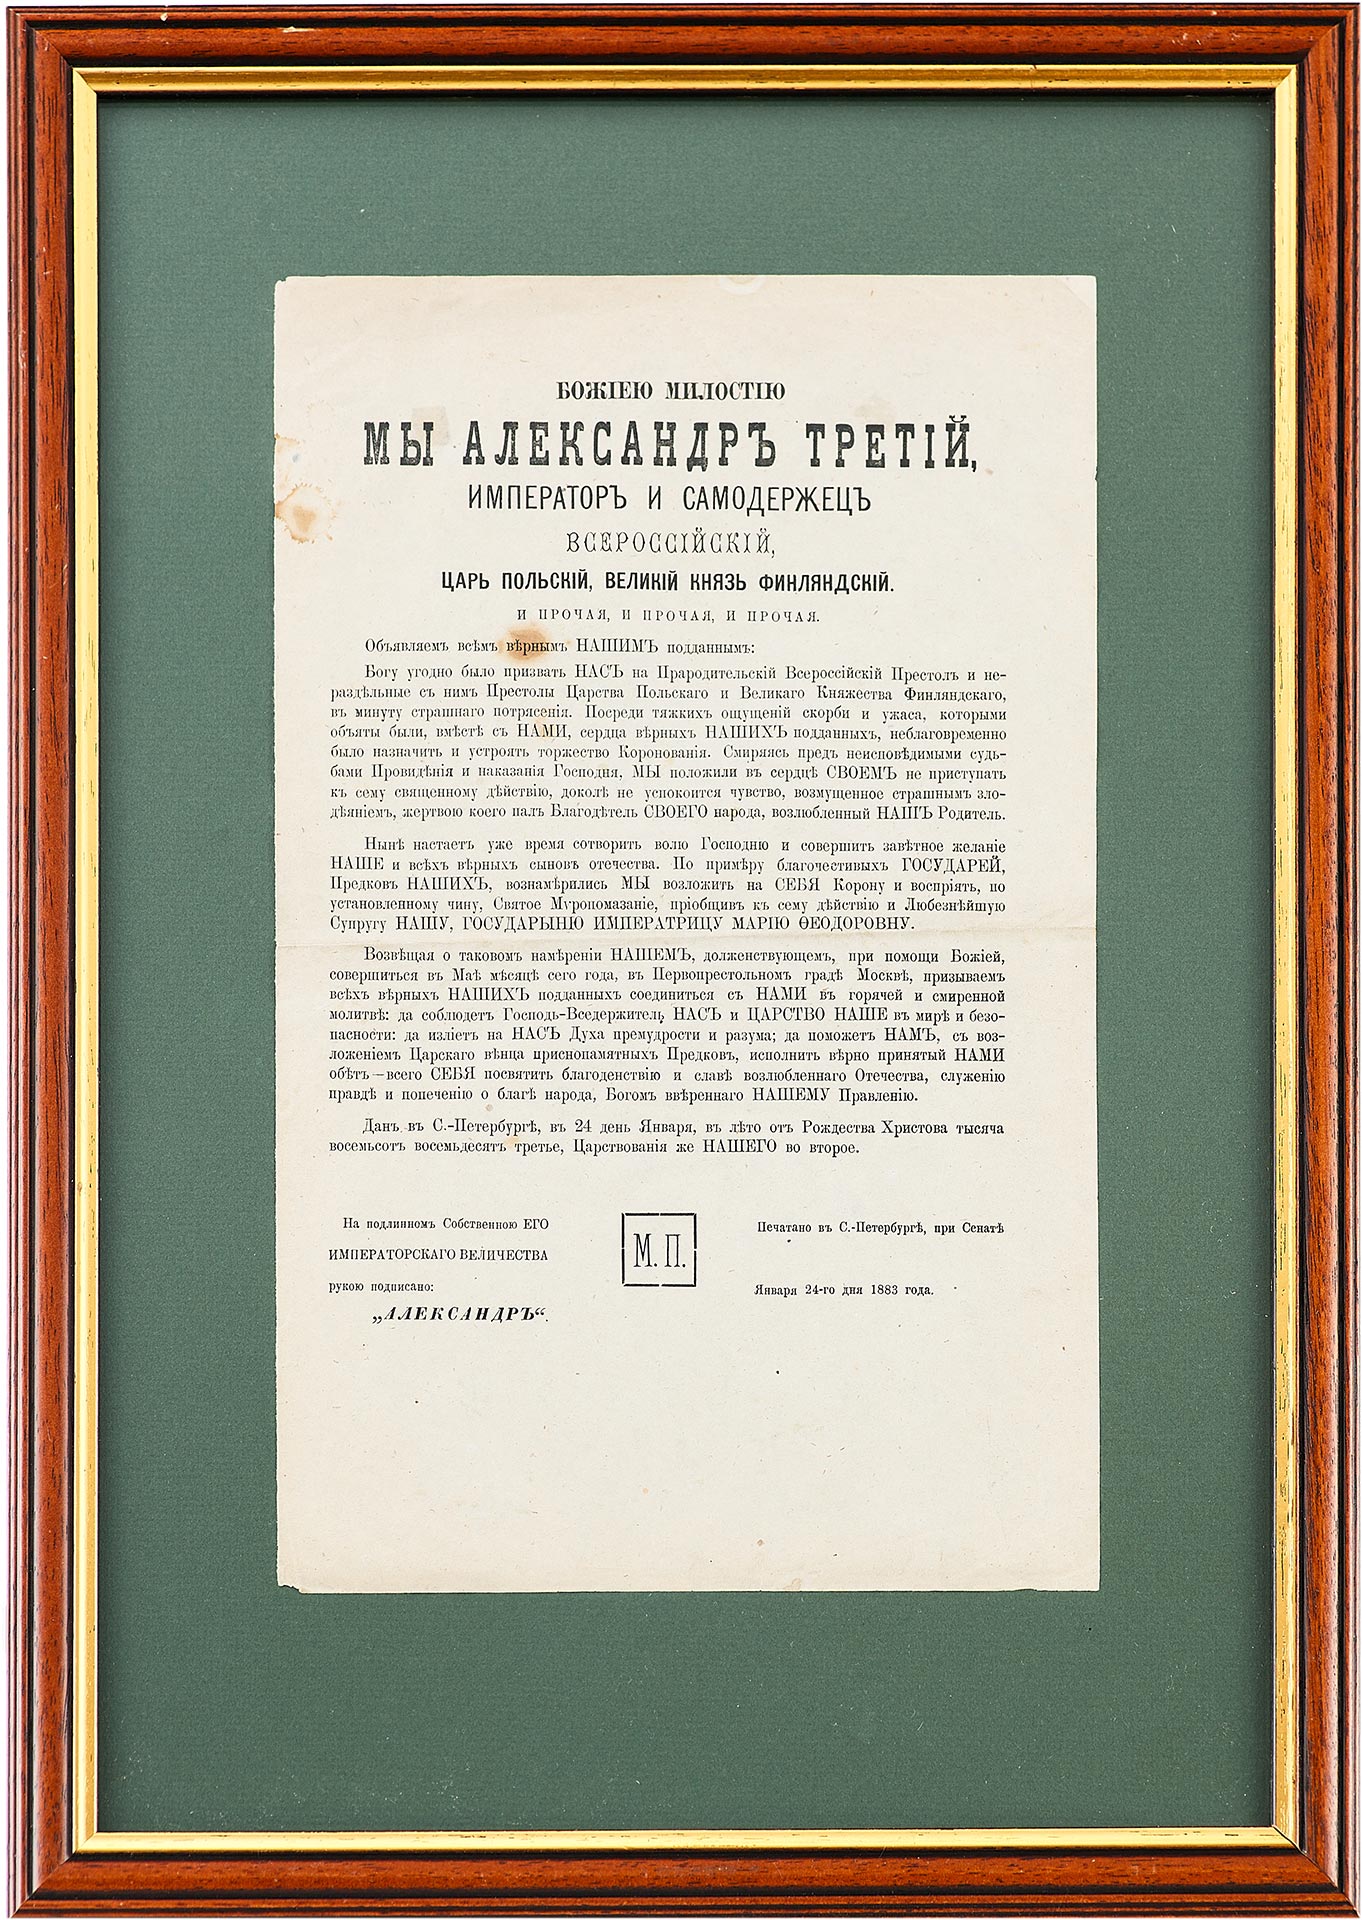 БОЖІЕЮ МИЛОСТІЮ
МЫ АЛЕКСАНДРЪ ТРЕТІЙ,
ИМПЕРАТОРЪ И САМОДЕРЖЕЦЪ
ВСЕРОССІЙСКІЙ,
ЦАРЬ ПОЛЬСКІЙ, ВЕЛИКІЙ КНЯЗЬ ФИНЛЯНДСКІЙ.
И ПРОЧАЯ, И ПРОЧАЯ, И ПРОЧАЯ.
Объявляемъ всѣмъ вѣрнымъ НАШИМЪ подданнымъ:
Богу угодно было призвать НАСЪ на Прародительскій Всероссійскій Престолъ и не-
раздѣльные съ нимъ Престолы Царства Польскаго и Великаго Княжества Финляндскаго,
въ минуту страшнаго потрясенія. Посреди тяжкихъ ощущеній скорби и ужаса, которыми
объяты были, вмѣстѣ съ НАМИ, сердца вѣрныхъ НАШИХЪ подданныхъ, неблаговременно
было назначить и устроять торжество Коронованія. Смиряясь предъ неисповѣдимыми судь-
бами Провидѣнія и наказанія Господня, МЫ положили въ сердцѣ СВОЕМЪ не приступать
къ сему священному дѣйствію, доколѣ не успокоится чувство, возмущенное страшнымъ зло-
дѣяніемъ, жертвою коего палъ Благодѣтель СВОЕГО народа, возлюбленный НАШЪ Родитель.
Нынѣ настаетъ уже время сотворить волю Господню и совершить завѣтное желаніе
НАШЕ и всѣхъ вѣрныхъ сыновъ отечества. По примѣру благочестивыхъ ГОСУДАРЕЙ,
Предковъ НАШИХЪ, вознамѣрились МЫ возложить на СЕБЯ Корону и воспріять, по
установленному чину, Святое Мѵропомазаніе, пріобщивъ къ сему дѣйствію и Любезнѣйшую
Супругу НАШУ, ГОСУДАРЫНЮ ИМПЕРАТРИЦУ МАРІЮ ѲЕОДОРОВНУ.
Возвѣщая о таковомъ намѣреніи НАШЕМЪ, долженствующемъ, при помощи Божіей,
совершиться въ Маѣ мѣсяцѣ сего года, въ Первопрестольномъ градѣ Москвѣ, призываемъ
всѣхъ вѣрныхъ НАШИХЪ подданныхъ соединиться съ НАМИ въ горячей и смиренной
молитвѣ: да соблюдетъ Господь-Вседержитель НАСЪ и ЦАРСТВО НАШЕ въ мирѣ и безо-
пасности: да изліетъ на НАСЪ Духа премудрости и разума; да поможетъ НАМЪ, съ воз-
ложеніемъ Царскаго вѣнца приснопамятныхъ Предковъ, исполнить вѣрно принятый НАМИ
обѣтъ—всего СЕБЯ посвятить благоденствію и славѣ возлюбленнаго Отечества, служенію
правдѣ и попеченію о благѣ народа, Богомъ ввѣреннаго НАШЕМУ Правленію.
Данъ въ С.-Петербургѣ, въ 24 день Января, въ лѣто отъ Рождества Христова тысяча
восемьсотъ восемьдесятъ третье, Царствованія же НАШЕГО во второе.
На подлинномъ Собственною ЕГО
ИМПЕРАТОРСКАГО ВЕЛИЧЕСТВА
рукою подписано:
„АЛЕКСАНДРЪ“.
М. П.
Печатано въ С.-Петербургѣ, при Сенатѣ
Января 24-го дня 1883 года.